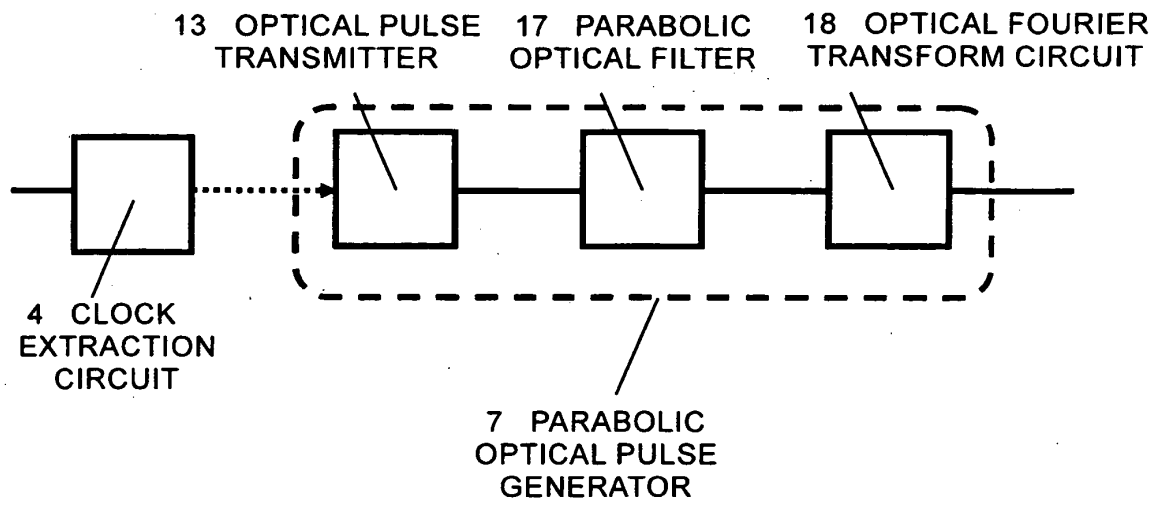 13 OPTICAL PULSE
TRANSMITTER
17 PARABOLIC
OPTICAL FILTER
18 OPTICAL FOURIER
TRANSFORM CIRCUIT
4 CLOCK
EXTRACTION
CIRCUIT
7 PARABOLIC
OPTICAL PULSE
GENERATOR